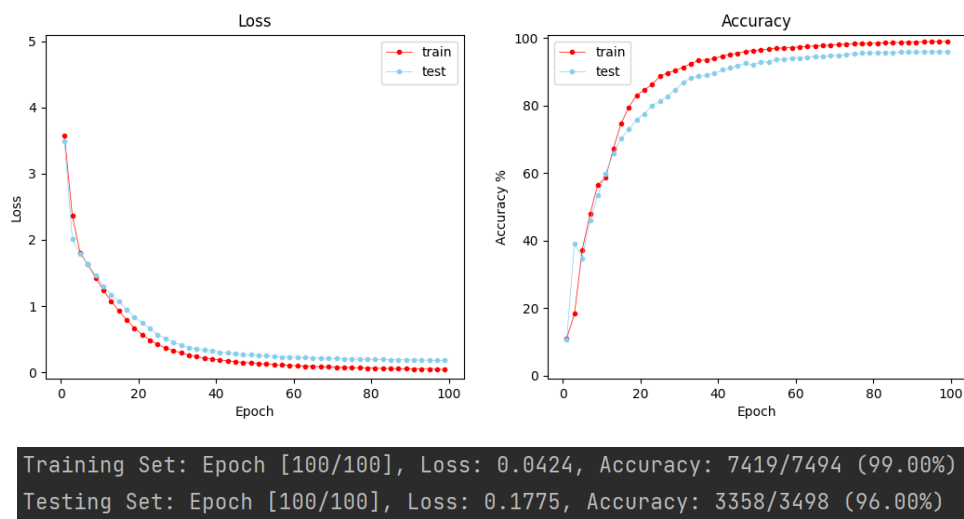 Loss
5
4
3
2
1
0
Loss
train
test
0
20
40
60
80
100
Epoch
Accuracy
100
80
60
40
20
0
Accuracy %
train
test
0
20
40
60
80
100
Epoch
Training Set: Epoch [100/100], Loss: 0.0424, Accuracy: 7419/7494 (99.00%)
Testing Set: Epoch [100/100], Loss: 0.1775, Accuracy: 3358/3498 (96.00%)